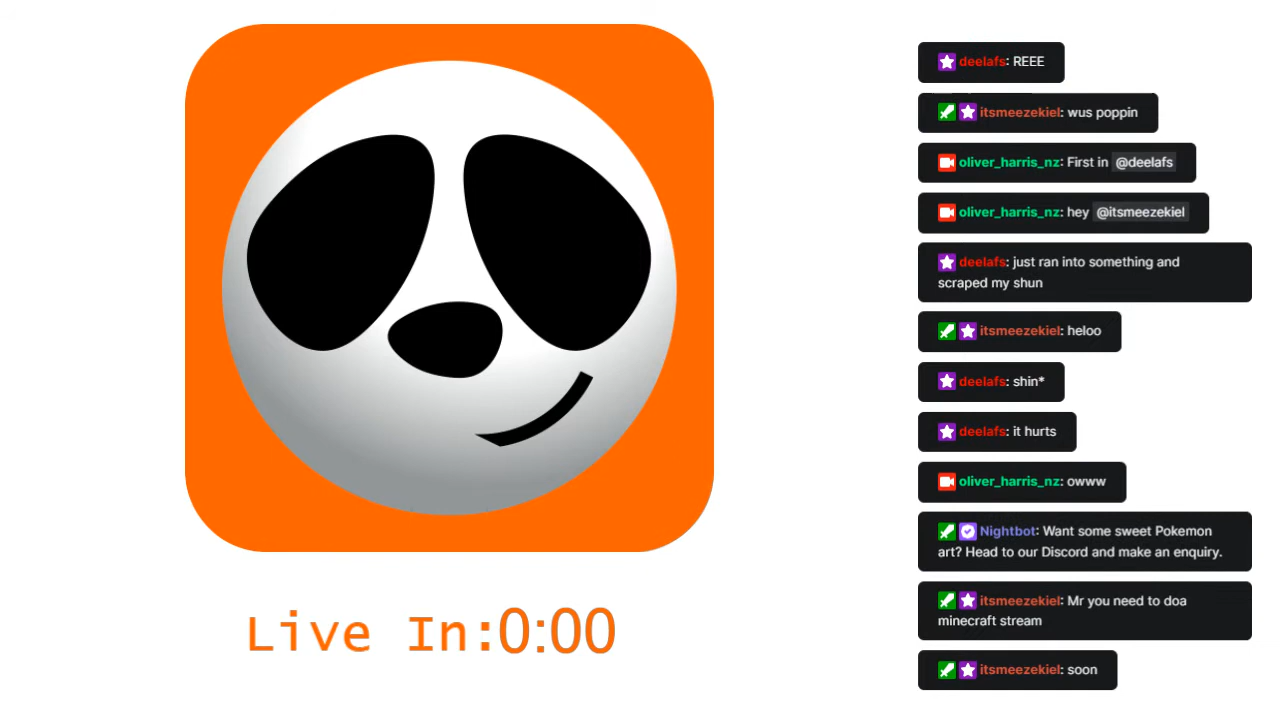 deelafs: REEE
itsmeezekiel: wus poppin
oliver_harris_nz: First in @deelafs
oliver_harris_nz: hey @itsmeezekiel
deelafs: just ran into something and
scraped my shun
itsmeezekiel: heloo
deelafs: shin*
deelafs: it hurts
oliver_harris_nz: owww
Nightbot: Want some sweet Pokemon
art? Head to our Discord and make an enquiry.
itsmeezekiel: Mr you need to doa
minecraft stream
itsmeezekiel: soon
Live In:0:00